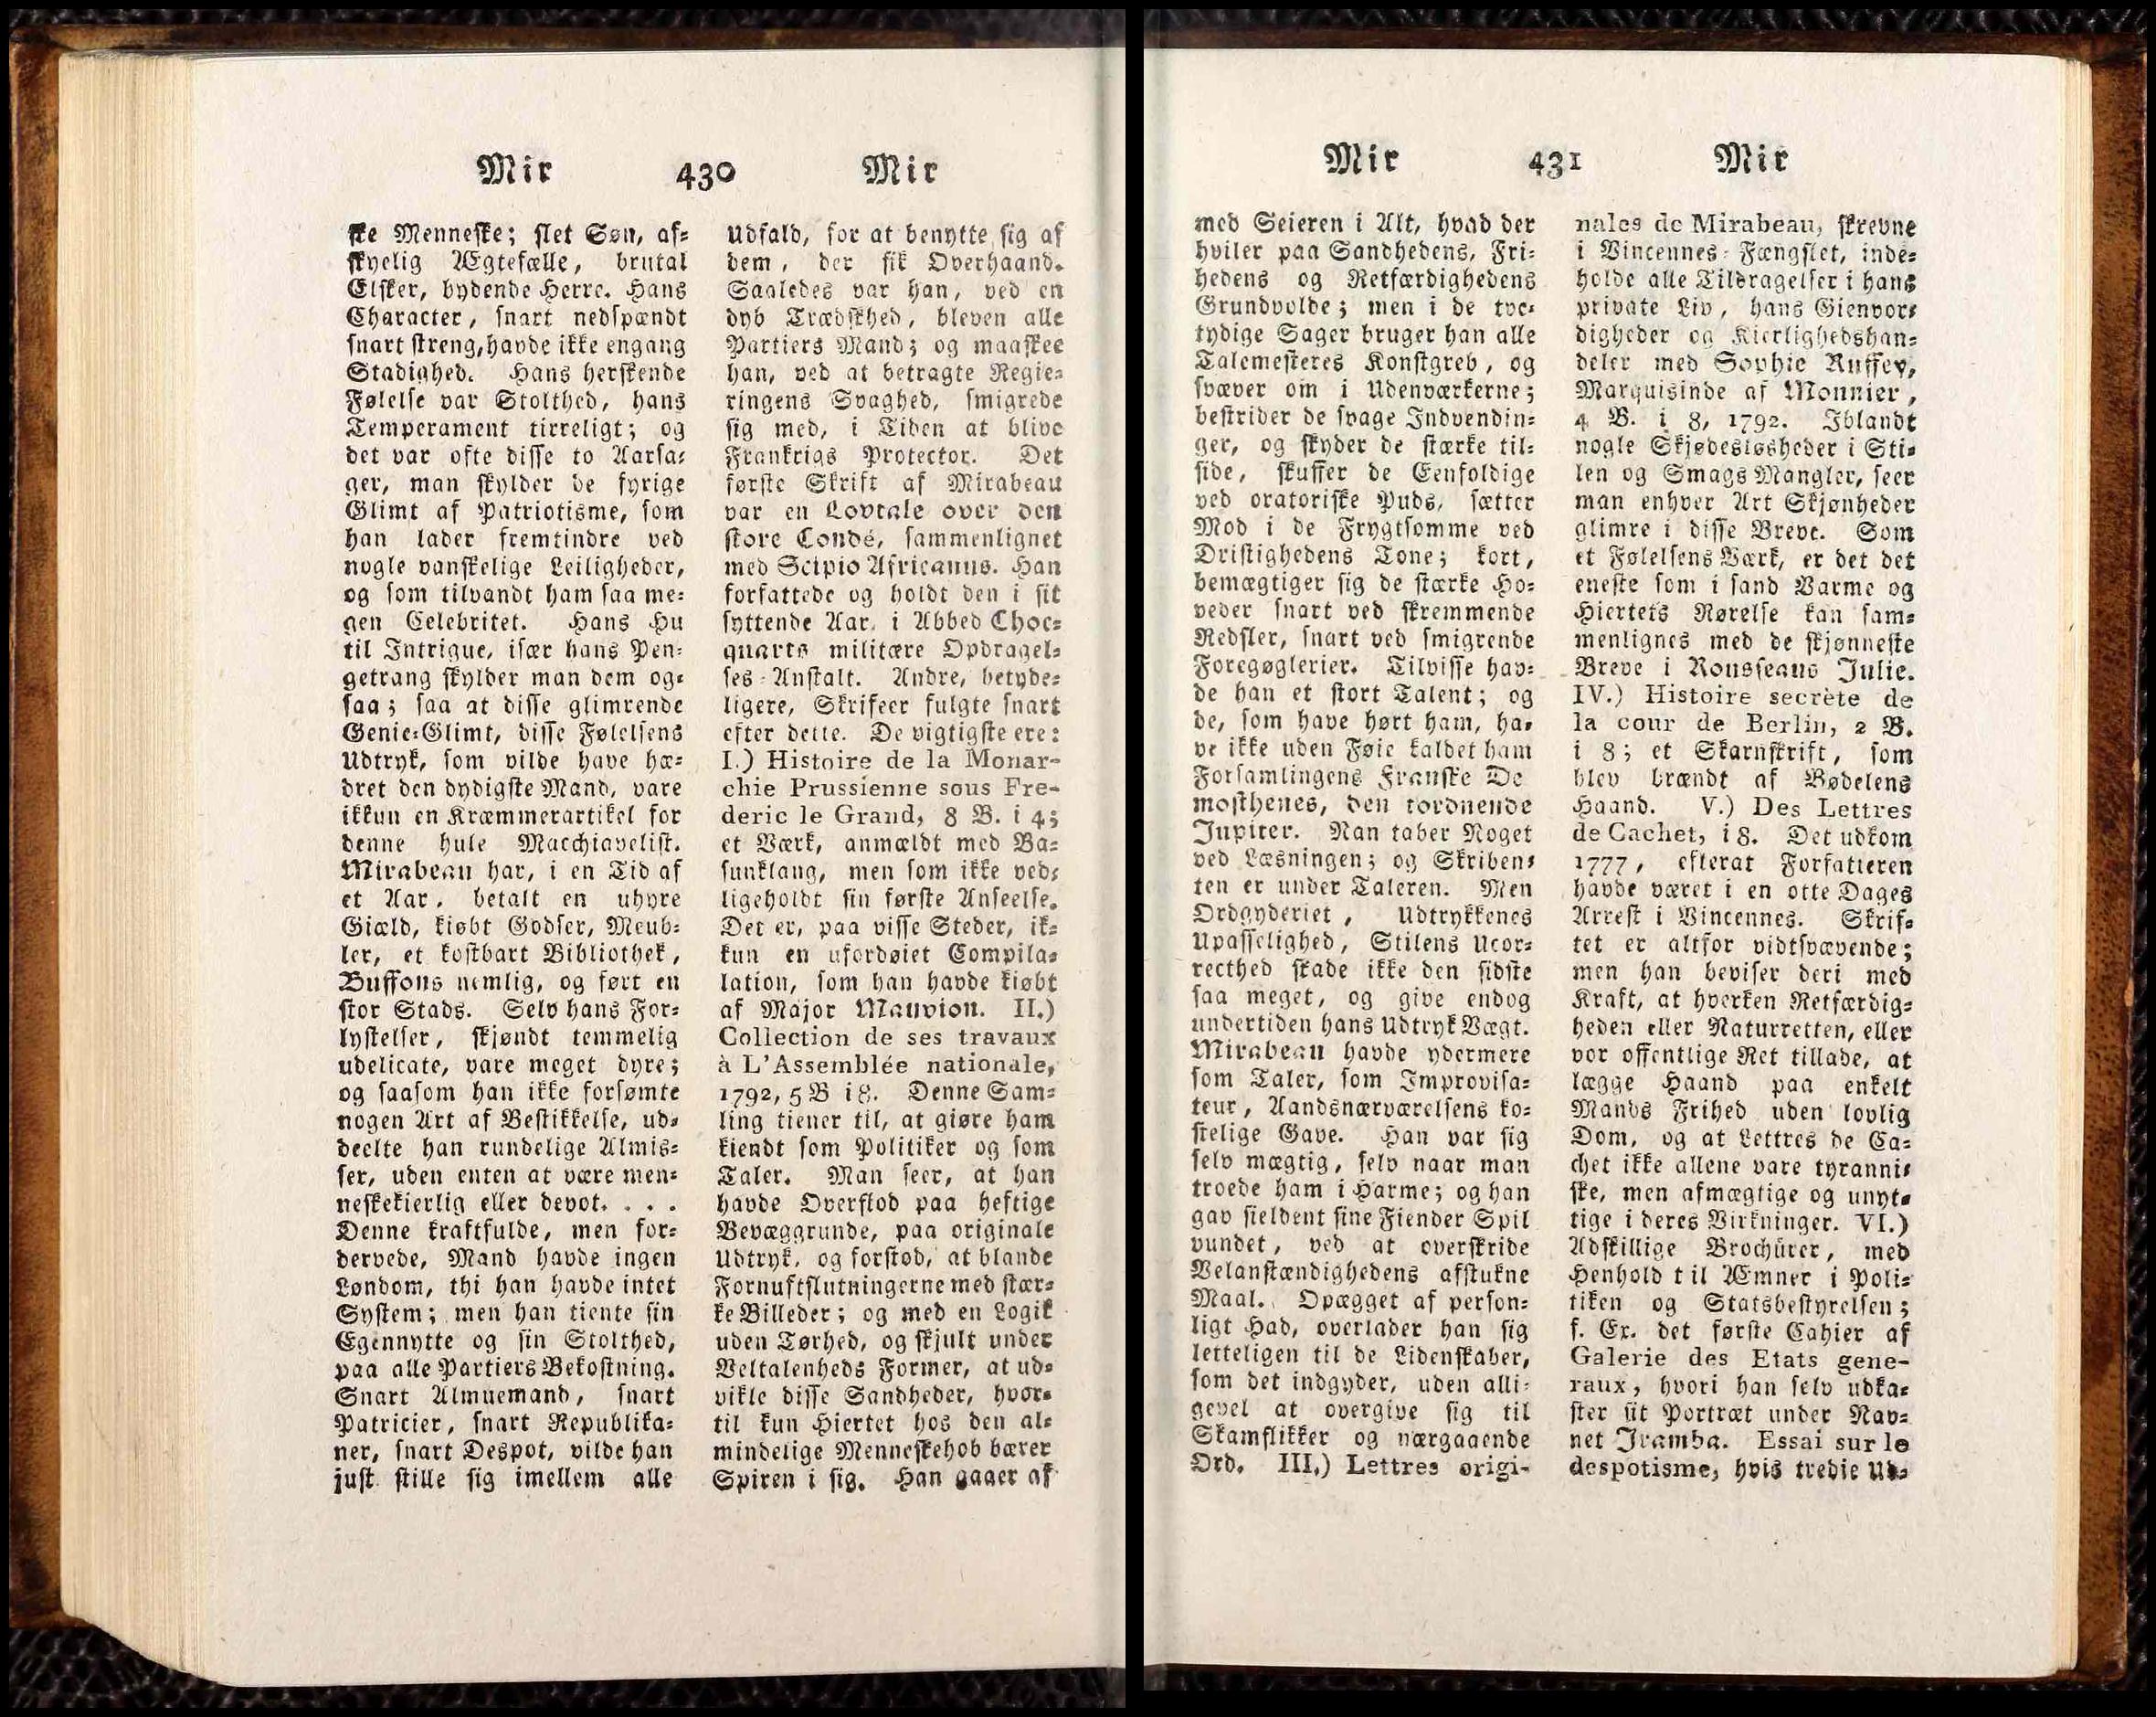 Mir 430 Mir
ske Menneske; slet Søn, af-
skyelig Ægtefælle, brutal
Elsker, bydende Herre. Hans
Character, snart nedspændt
snart streng, havde ikke engang
Stadighed. Hans herskende
Følelse var Stolthed, hans
Temperament tirreligt; og
det var ofte disse to Aarsa-
ger, man skylder de fyrige
Glimt af Patriotisme, som
han lader fremtindre ved
nogle vanskelige Leiligheder,
og som tilvandt ham saa me-
gen Celebritet. Hans Hu
til Intrigue, især hans Pen-
getrang skylder man dem og-
saa; saa at disse glimrende
Genie-Glimt, disse Følelsens
Udtryk, som vilde have hæ-
dret den dydigste Mand, vare
ikkun en Kræmmerartikel for
denne hule Macchiavelist.
Mirabeau har, i en Tid af
et Aar, betalt en uhyre
Giæld, kiøbt Godser, Meub-
ler, et kostbart Bibliothek,
Buffons nemlig, og ført en
stor Stads. Selv hans For-
lystelser, skjøndt temmelig
udelicate, vare meget dyre;
og saasom han ikke forsømte
nogen Art af Bestikkelse, ud-
deelte han rundelige Almis-
ser, uden enten at være men-
neskekierlig eller devot. . . .
Denne kraftfulde, men for-
dervede, Mand havde ingen
Løndom, thi han havde intet
System; men han tiente sin
Egennytte og sin Stolthed,
paa alle Partiers Bekostning.
Snart Almuemand, snart
Patricier, snart Republika-
ner, snart Despot, vilde han
just stille sig imellem alle
Udfald, for at benytte sig af
dem, der fik Overhaand.
Saaledes var han, ved en
dyb Trædskhed, bleven alle
Partiers Mand; og maaskee
han, ved at betragte Regie-
ringens Svaghed, smigrede
sig med, i Tiden at blive
Frankrigs Protector. Det
første Skrift af Mirabeau
var en Lovtale over den
store Condé, sammenlignet
med Scipio Africanus. Han
forfattede og holdt den i sit
syttende Aar, i Abbed Choc-
quarts militære Opdragel-
ses-Anstalt. Andre, betyde-
ligere, Skrifeer fulgte snart
efter dette. De vigtigste ere:
I.) Histoire de la Monar-
chie Prussienne sous Fre-
deric le Grand, 8 B. i 4;
et Værk, anmældt med Ba-
sunklang, men som ikke ved-
ligeholdt sin første Anseelse.
Det er, paa visse Steder, ik-
kun en ufordøiet Compila-
lation, som han havde kiøbt
af Major Mauvion. II.)
Collection de ses travaux
à L'Assemblée nationale,
1792, 5 B i 8. Denne Sam-
ling tiener til, at giøre ham
kiendt som Politiker og som
Taler. Man seer, at han
havde Overflod paa heftige
Bevæggrunde, paa originale
Udtryk, og forstod, at blande
Fornuftslutningerne med stær-
ke Billeder; og med en Logik
uden Tørhed, og skjult under
Veltalenheds Former, at ud-
vikle disse Sandheder, hvor-
til kun Hiertet hos den al-
mindelige Menneskehob bærer
Spiren i sig. Han gaaer af
Mir 431 Mir
med Seieren i Alt, hvad der
hviler paa Sandhedens, Fri-
hedens og Retfærdighedens
Grundvolde; men i de tve-
tydige Sager bruger han alle
Talemesteres Konstgreb, og
svæver om i Udenværkerne;
bestrider de svage Indvendin-
ger, og skyder de stærke til-
side, skuffer de Eenfoldige
ved oratoriske Puds, sætter
Mod i de Frygtsomme ved
Dristighedens Tone; kort,
bemægtiger sig de stærke Ho-
veder snart ved skremmende
Redsler, snart ved smigrende
Foregøglerier. Tilvisse hav-
de han et stort Talent; og
de, som have hørt ham, ha-
ve ikke uden Føie kaldet ham
Forsamlingens Franske De
mosthenes, den tordnende
Jupiter. Man taber Noget
ved Læsningen; og Skriben-
ten er under Taleren. Men
Ordgyderiet, Udtrykkenes
Upasselighed, Stilens Ucor-
recthed skade ikke den sidste
saa meget, og give endog
undertiden hans Udtryk Vægt.
Mirabeau havde ydermere
som Taler, som Improvisa-
teur, Aandsnærværelsens ko-
stelige Gave. Han var sig
selv mægtig, selv naar man
troede ham i Harme; og han
gav sieldent sine Fiender Spil
vundet, ved at overskride
Velanstændighedens afstukne
Maal. Opægget af person-
ligt Had, overlader han sig
letteligen til de Lidenskaber,
som det indgyder, uden alli-
gevel at overgive sig til
Skamflikker og nærgaaende
Ord. III.) Lettres origi-
nales de Mirabeau, skrevne
i Vincennes-Fængslet, inde-
holde alle Tildragelser i hans
private Liv, hans Gienvor-
digheder og Kierlighedshan-
deler med Sophie Ruffey,
Marquisinde af Monnier,
4 B. i 8, 1792. Iblandt
nogle Skjødesløsheder i Sti-
len og Smags Mangler, seer
man enhver Art Skjønheder
glimre i disse Breve. Som
et Følelsens Værk, er det det
eneste som i sand Varme og
Hiertets Rørelse kan sam-
menlignes med de skjønneste
Breve i Rousseaus Julie.
IV.) Histoire secrète de
la cour de Berlin, 2 B.
i 8; et Skarnskrift, som
blev brændt af Bødelens
Haand. V.) Des Lettres
de Cachet, i 8. Det udkom
1777, efterat Forfatteren
havde været i en otte Dages
Arrest i Vincennes. Skrif-
tet er altfor vidtsvævende;
men han beviser deri med
Kraft, at hverken Retfærdig-
heden eller Naturretten, eller
vor offentlige Ret tillade, at
lægge Haand paa enkelt
Mands Frihed uden lovlig
Dom, og at Lettres de Ca-
chet ikke allene vare tyranni-
ske, men afmægtige og unyt-
tige i deres Virkninger. VI.)
Adskillige Brochürer, med
Henhold til Æmner i Poli-
tiken og Statsbestyrelsen;
f. Ex. det første Cahier af
Galerie des Etats gene-
raux, hvori han selv udka-
ster sit Portræt under Nav-
net Iramba. Essai sur le
despotisme, hvis tredie Ud-